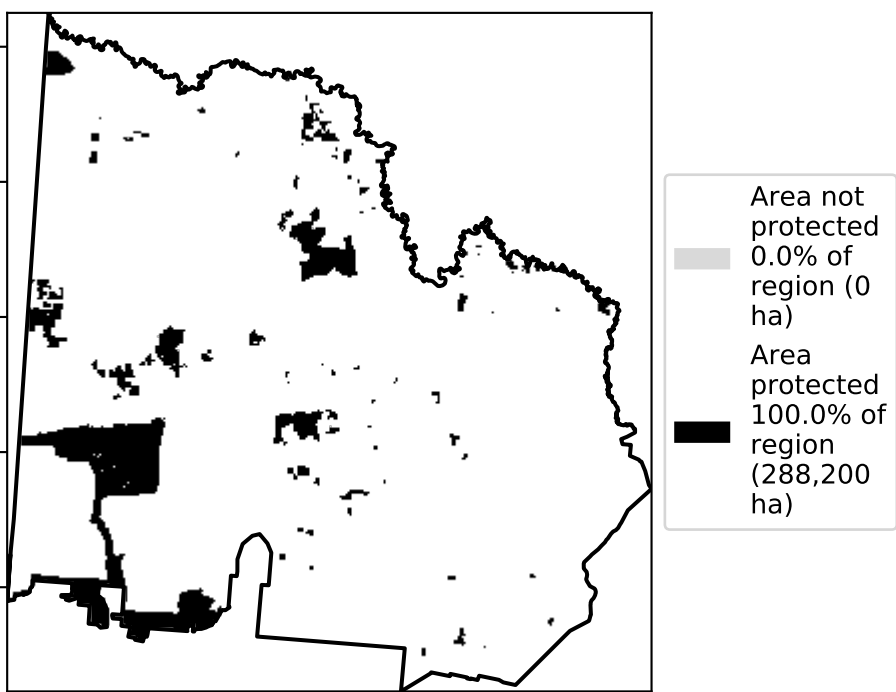 Area not
protected
0.0% of
region (0
ha)
Area
protected
100.0% of
region
(288,200
ha)